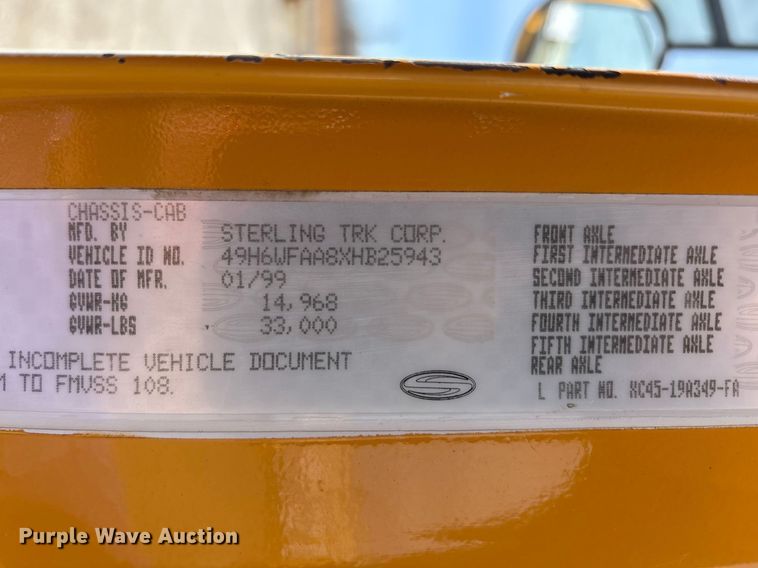 CHASSIS-CAB
MFD. BY STERLING TRK CORP.
VEHICLE ID NO. 49H6WFAA8XHB25943
DATE OF MFR. 01/99
GVWR-KG 14,968
GVWR-LBS 33,000
INCOMPLETE VEHICLE DOCUMENT
TO FMVSS 108.
FRONT AXLE
FIRST INTERMEDIATE AXLE
SECOND INTERMEDIATE AXLE
THIRD INTERMEDIATE AXLE
FOURTH INTERMEDIATE AXLE
FIFTH INTERMEDIATE AXLE
REAR AXLE
L PART NO. XC45-19A349-FA
Purple Wave Auction